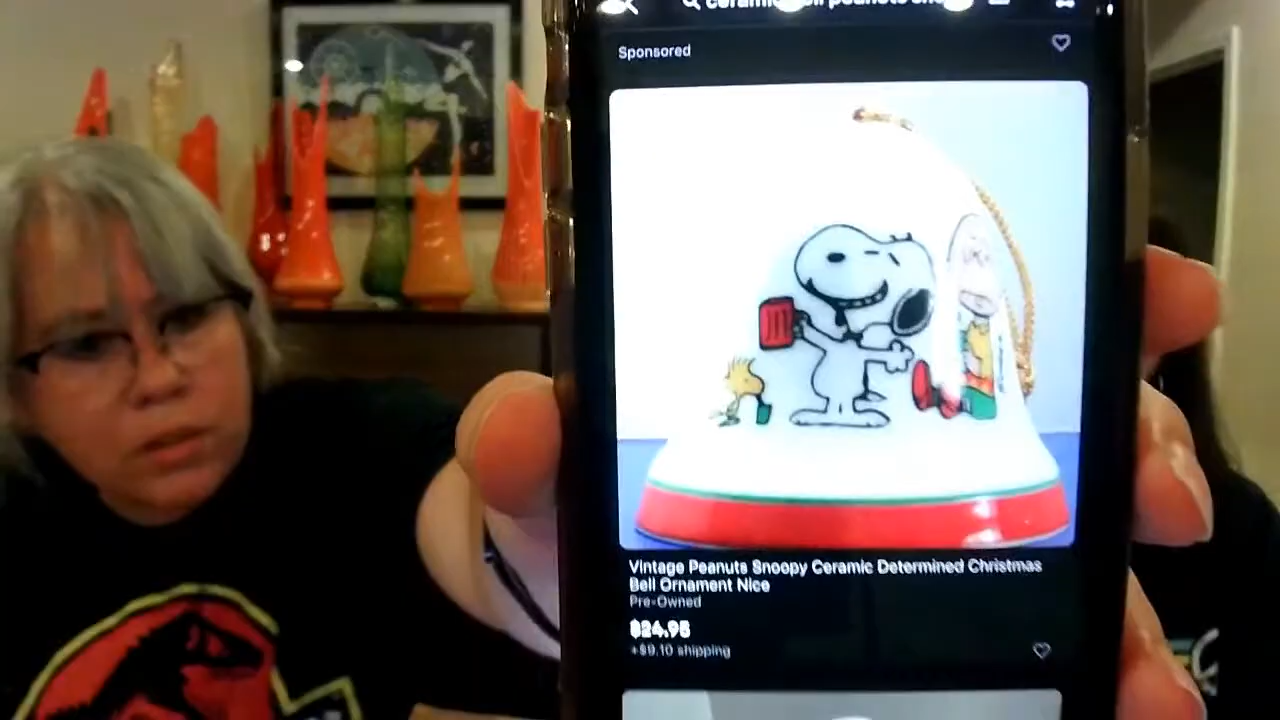 Sponsored
Vintage Peanuts Snoopy Ceramic Determined Christmas
Bell Ornament Nice
Pre-Owned
$24.95
+$9.10 shipping